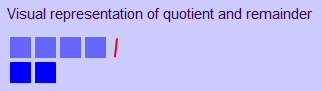 Visual representation of quotient and remainder